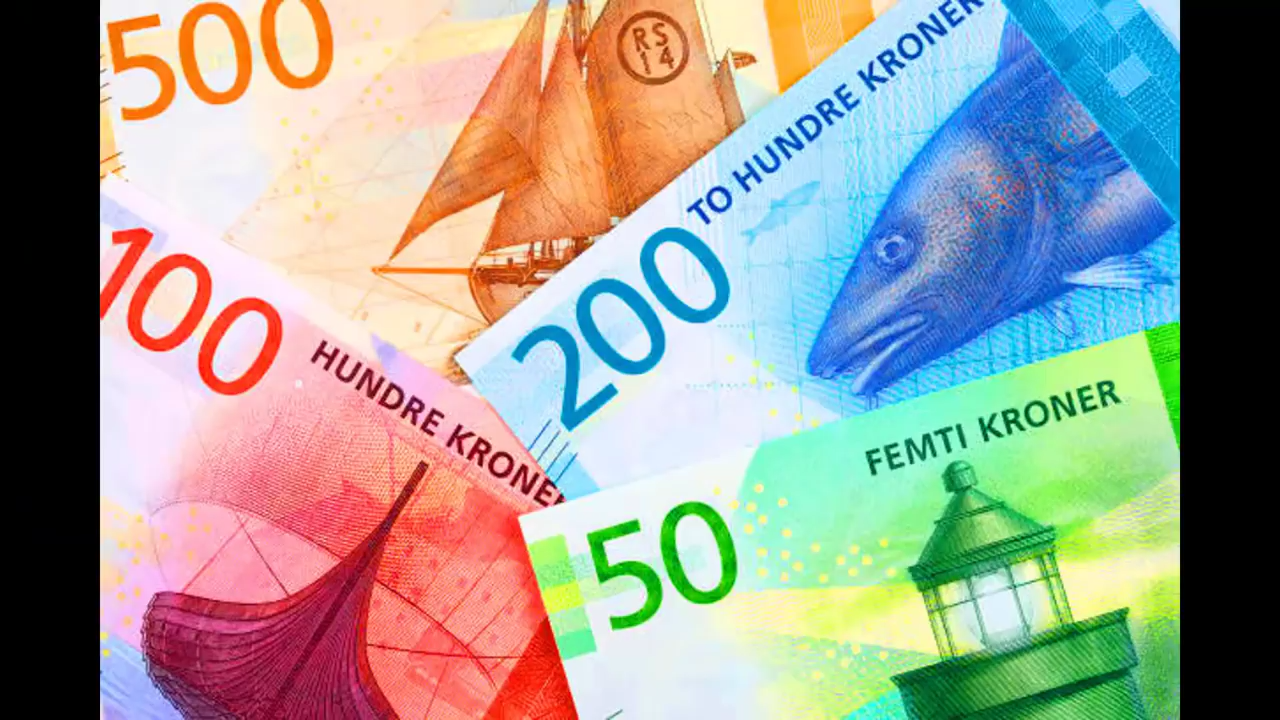 500
RS
14
TO HUNDRE KRONER
200
100
HUNDRE KRONER
FEMTI KRONER
50